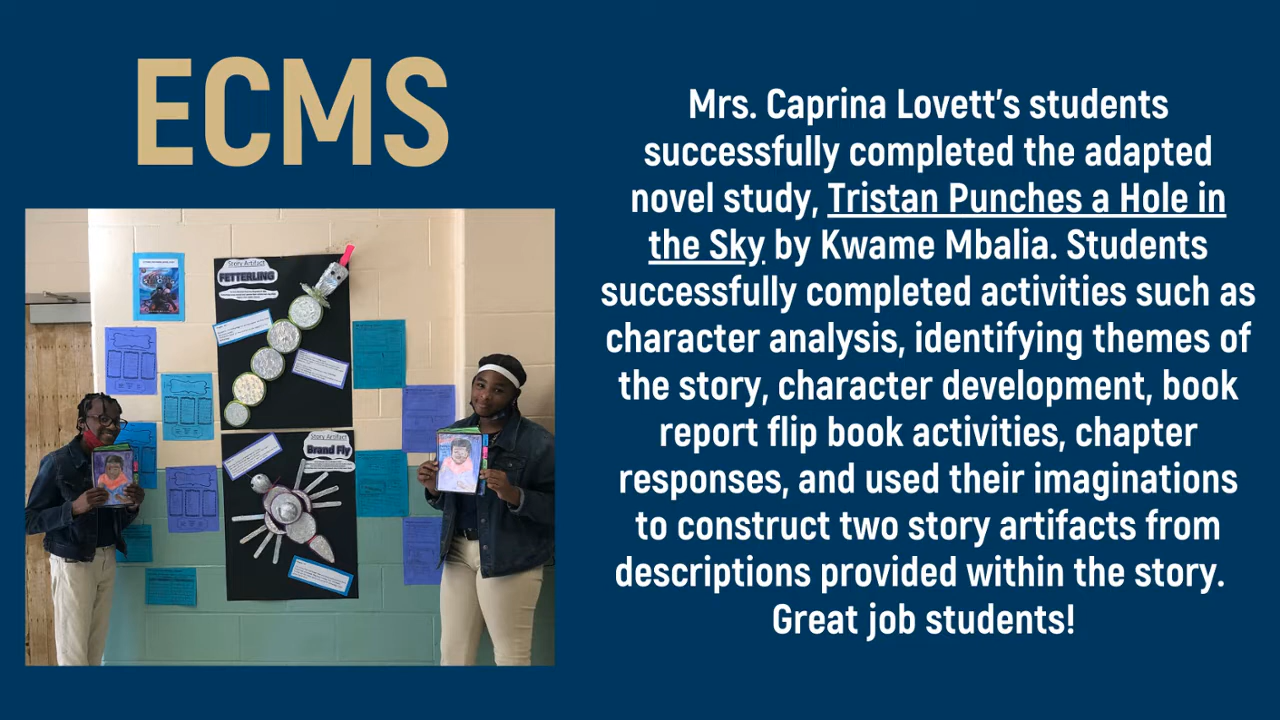 ECMS
Mrs. Caprina Lovett's students
successfully completed the adapted
novel study, Tristan Punches a Hole in
the Sky by Kwame Mbalia. Students
successfully completed activities such as
character analysis, identifying themes of
the story, character development, book
report flip book activities, chapter
responses, and used their imaginations
to construct two story artifacts from
descriptions provided within the story.
Great job students!
Story Artifact
FETTERLING
Story Artifact
Brand Fly